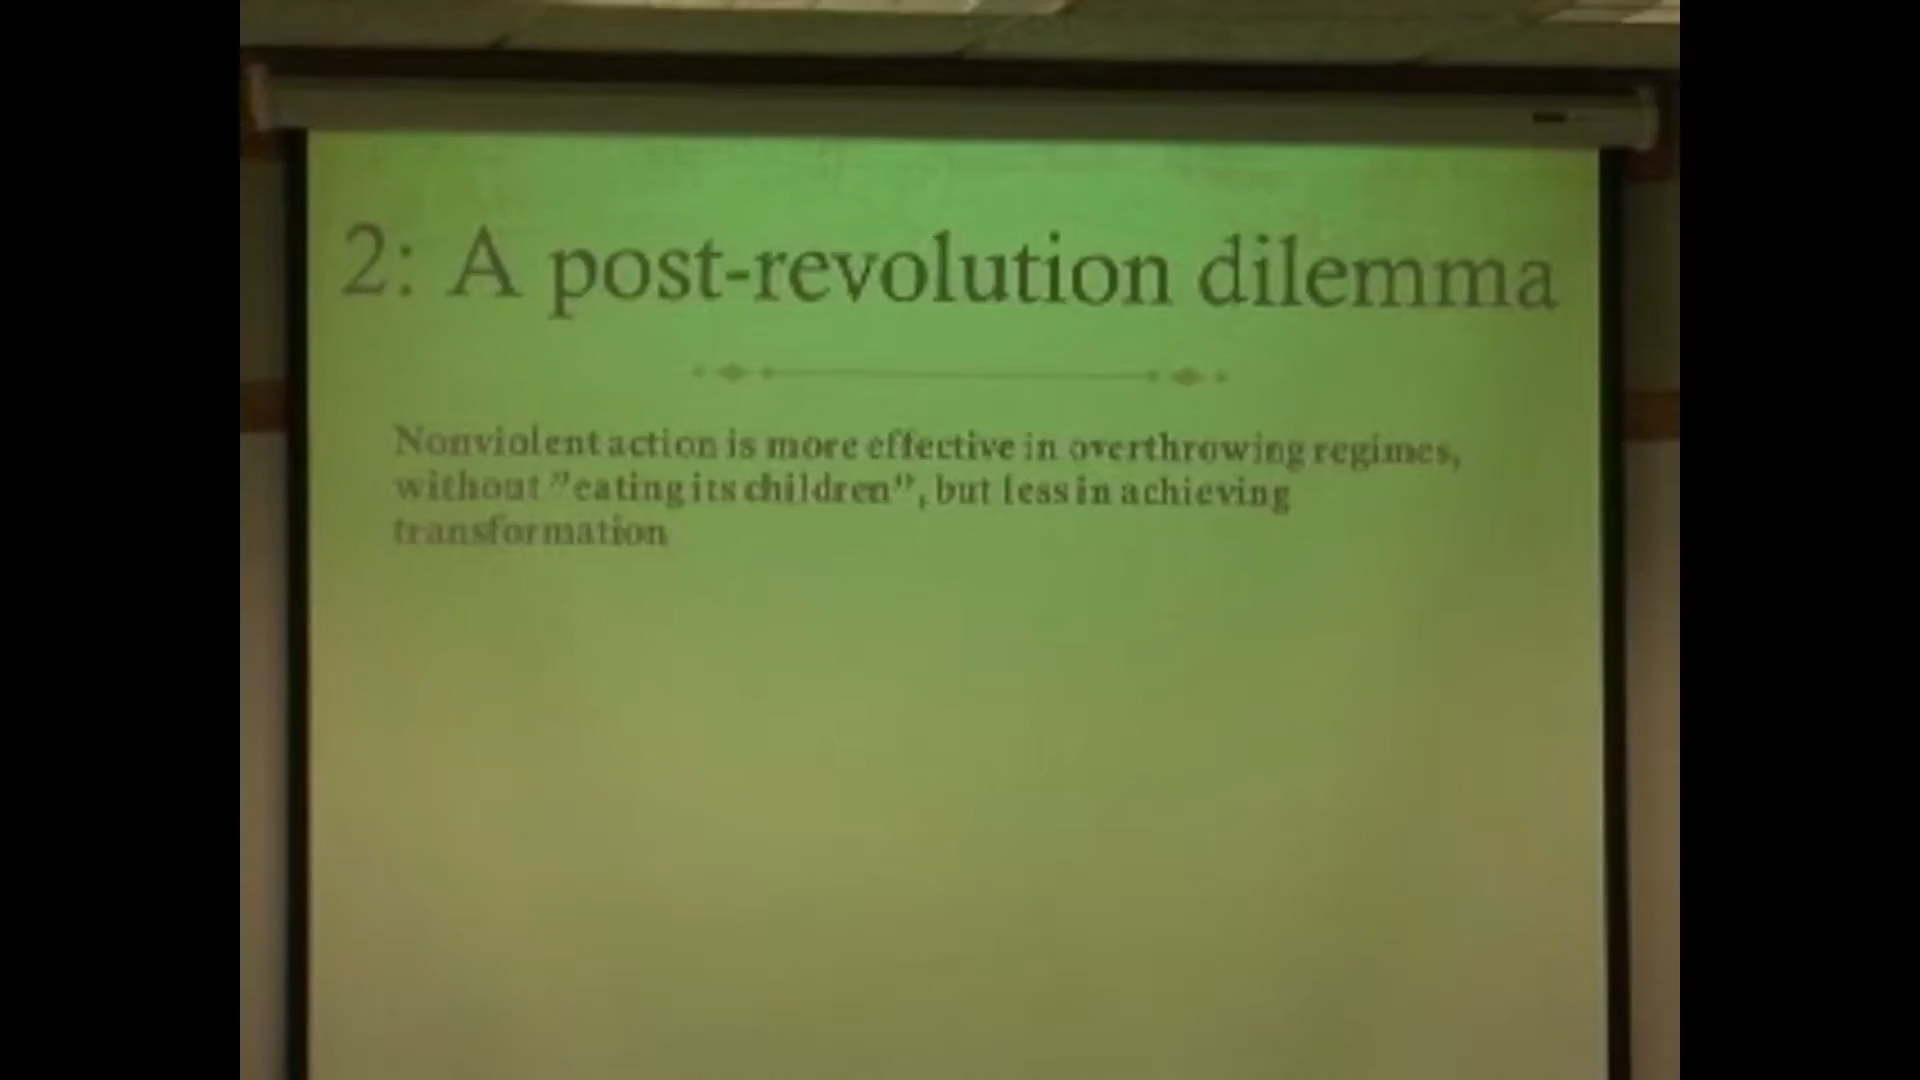 2: A post-revolution dilemma
Nonviolent action is more effective in overthrowing regimes,
without ”eating its children”, but less in achieving
transformation